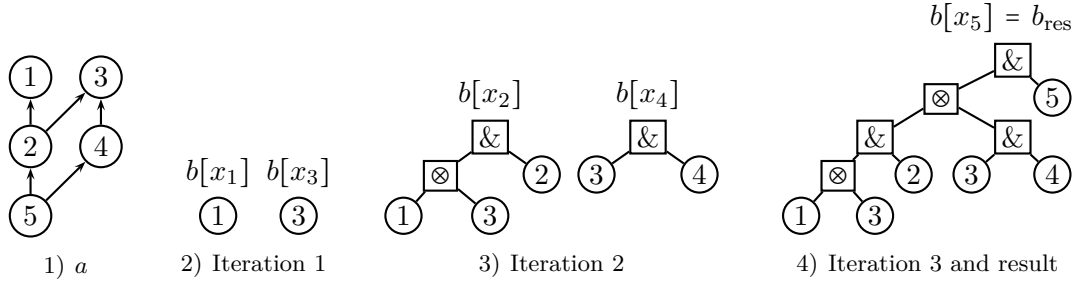 b[x5] = bres
&
⊗
5
1
3
b[x2]
b[x4]
&
&
&
&
2
4
⊗
⊗
b[x1]
b[x3]
2
3
4
2
3
4
5
1
3
1
3
1
3
1) a
2) Iteration 1
3) Iteration 2
4) Iteration 3 and result